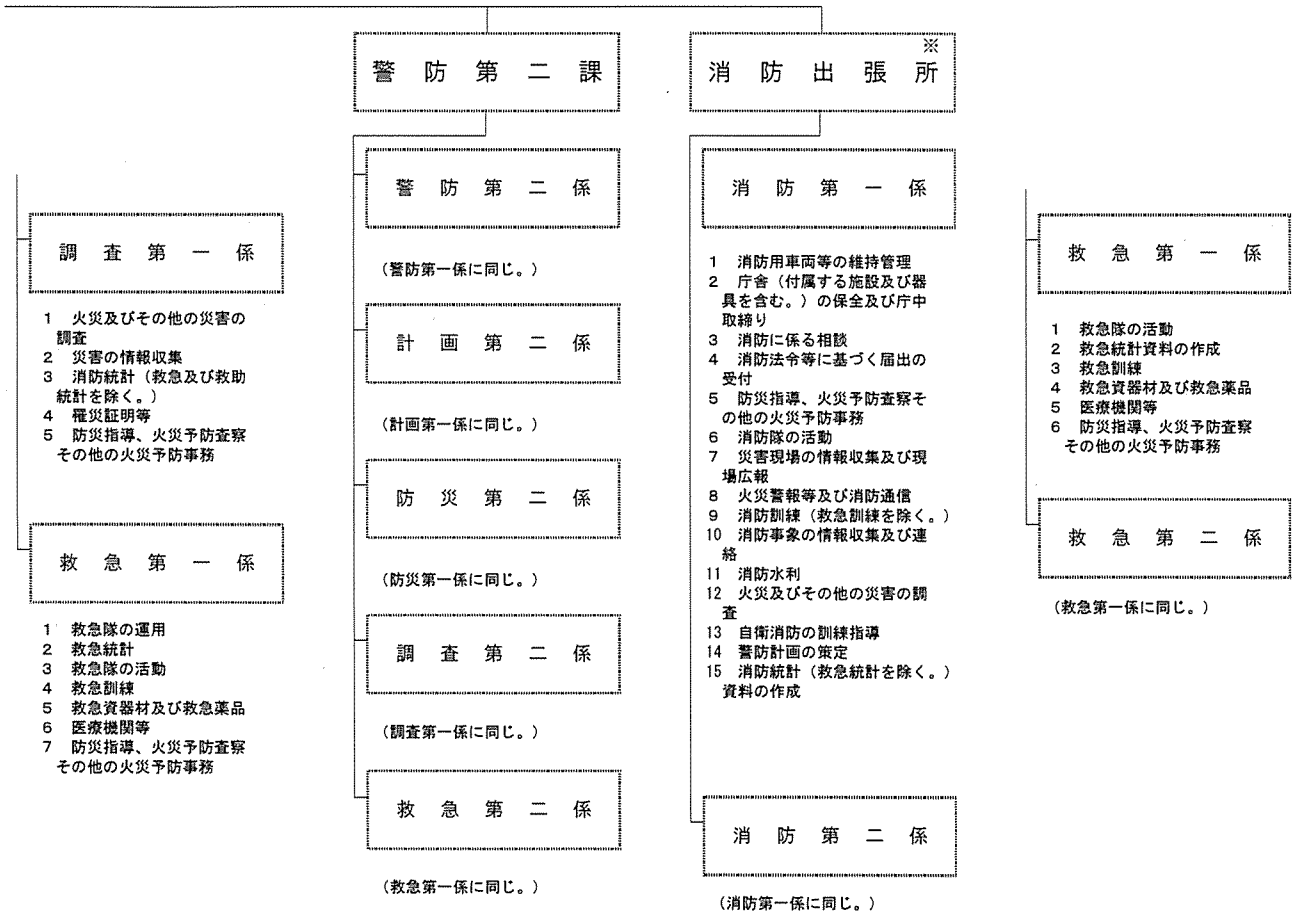 警防第二課
※
消防出張所
調査第一係
1 火災及びその他の災害の
調査
2 災害の情報収集
3 消防統計（救急及び救助
統計を除く。）
4 罹災証明等
5 防災指導、火災予防査察
その他の火災予防事務
救急第一係
1 救急隊の運用
2 救急統計
3 救急隊の活動
4 救急訓練
5 救急資器材及び救急薬品
6 医療機関等
7 防災指導、火災予防査察
その他の火災予防事務
警防第二係
（警防第一係に同じ。）
計画第二係
（計画第一係に同じ。）
防災第二係
（防災第一係に同じ。）
調査第二係
（調査第一係に同じ。）
救急第二係
（救急第一係に同じ。）
消防第一係
1 消防用車両等の維持管理
2 庁舎（付属する施設及び器
具を含む。）の保全及び庁中
取締り
3 消防に係る相談
4 消防法令等に基づく届出の
受付
5 防災指導、火災予防査察そ
の他の火災予防事務
6 消防隊の活動
7 災害現場の情報収集及び現
場広報
8 火災警報等及び消防通信
9 消防訓練（救急訓練を除く。）
10 消防事象の情報収集及び連
絡
11 消防水利
12 火災及びその他の災害の調
査
13 自衛消防の訓練指導
14 警防計画の策定
15 消防統計（救急統計を除く。）
資料の作成
消防第二係
（消防第一係に同じ。）
救急第一係
1 救急隊の活動
2 救急統計資料の作成
3 救急訓練
4 救急資器材及び救急薬品
5 医療機関等
6 防災指導、火災予防査察
その他の火災予防事務
救急第二係
（救急第一係に同じ。）